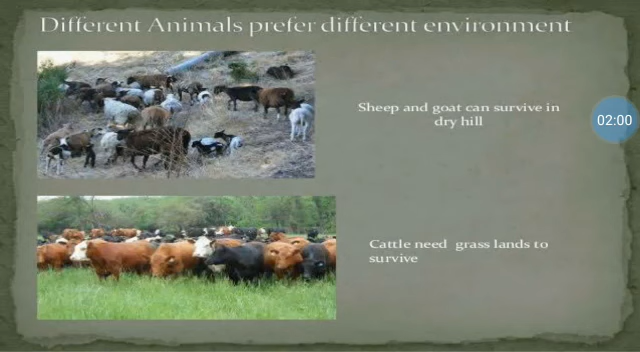 Different Animals prefer different environment
Sheep and goat can survive in
dry hill
02:00
Cattle need grass lands to
survive